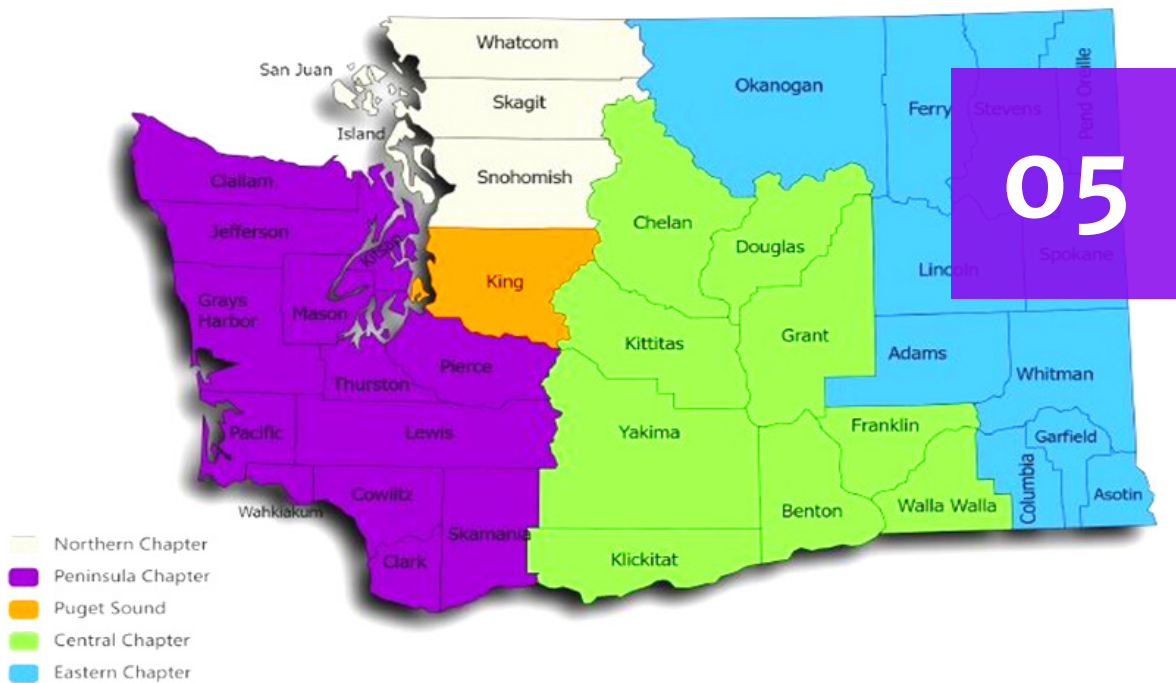 Whatcom
San Juan
Skagit
Okanogan
Ferry
Stevens
Pend Oreille
Island
Snohomish
Clallam
05
Chelan
Jefferson
Douglas
Kitsap
King
Lincoln
Spokane
Grays
Harbor
Mason
Kittitas
Grant
Adams
Pierce
Whitman
Thurston
Franklin
Pacific
Lewis
Yakima
Garfield
Columbia
Cowlitz
Asotin
Wahkiakum
Benton
Walla Walla
Skamania
Clark
Klickitat
Northern Chapter
Peninsula Chapter
Puget Sound
Central Chapter
Eastern Chapter